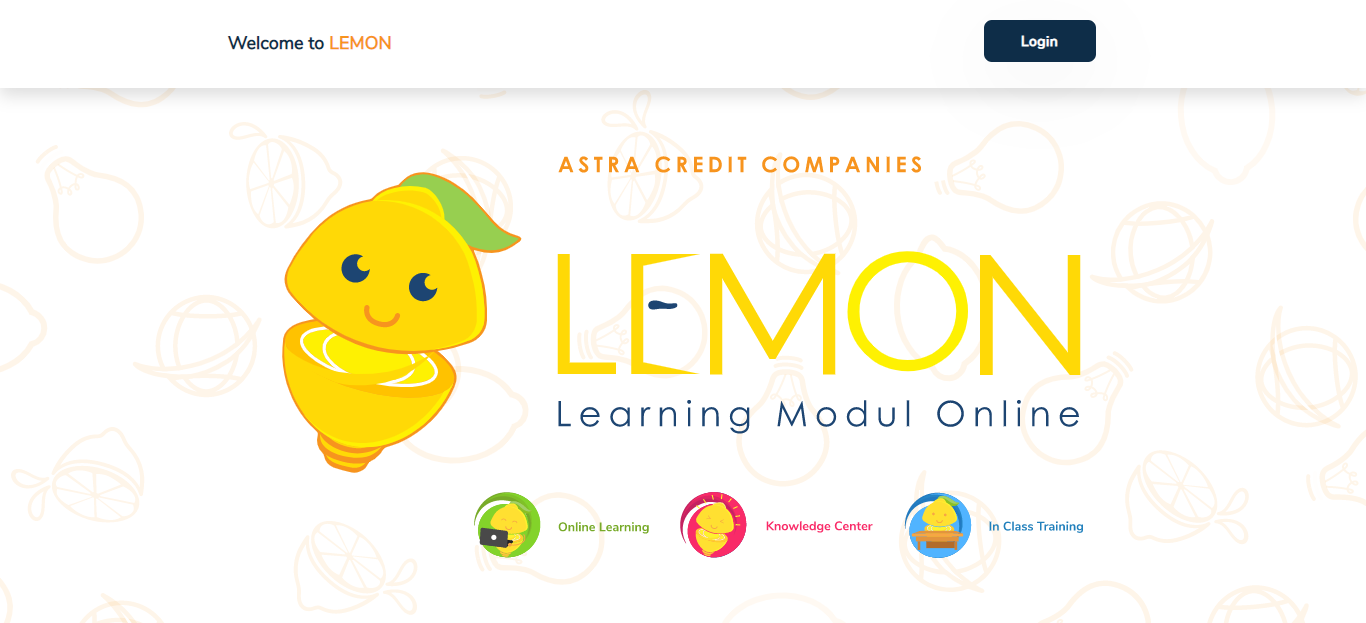 Welcome to LEMON
Login
ASTRA CREDIT COMPANIES
LEMON
Learning Modul Online
Online Learning
Knowledge Center
In Class Training